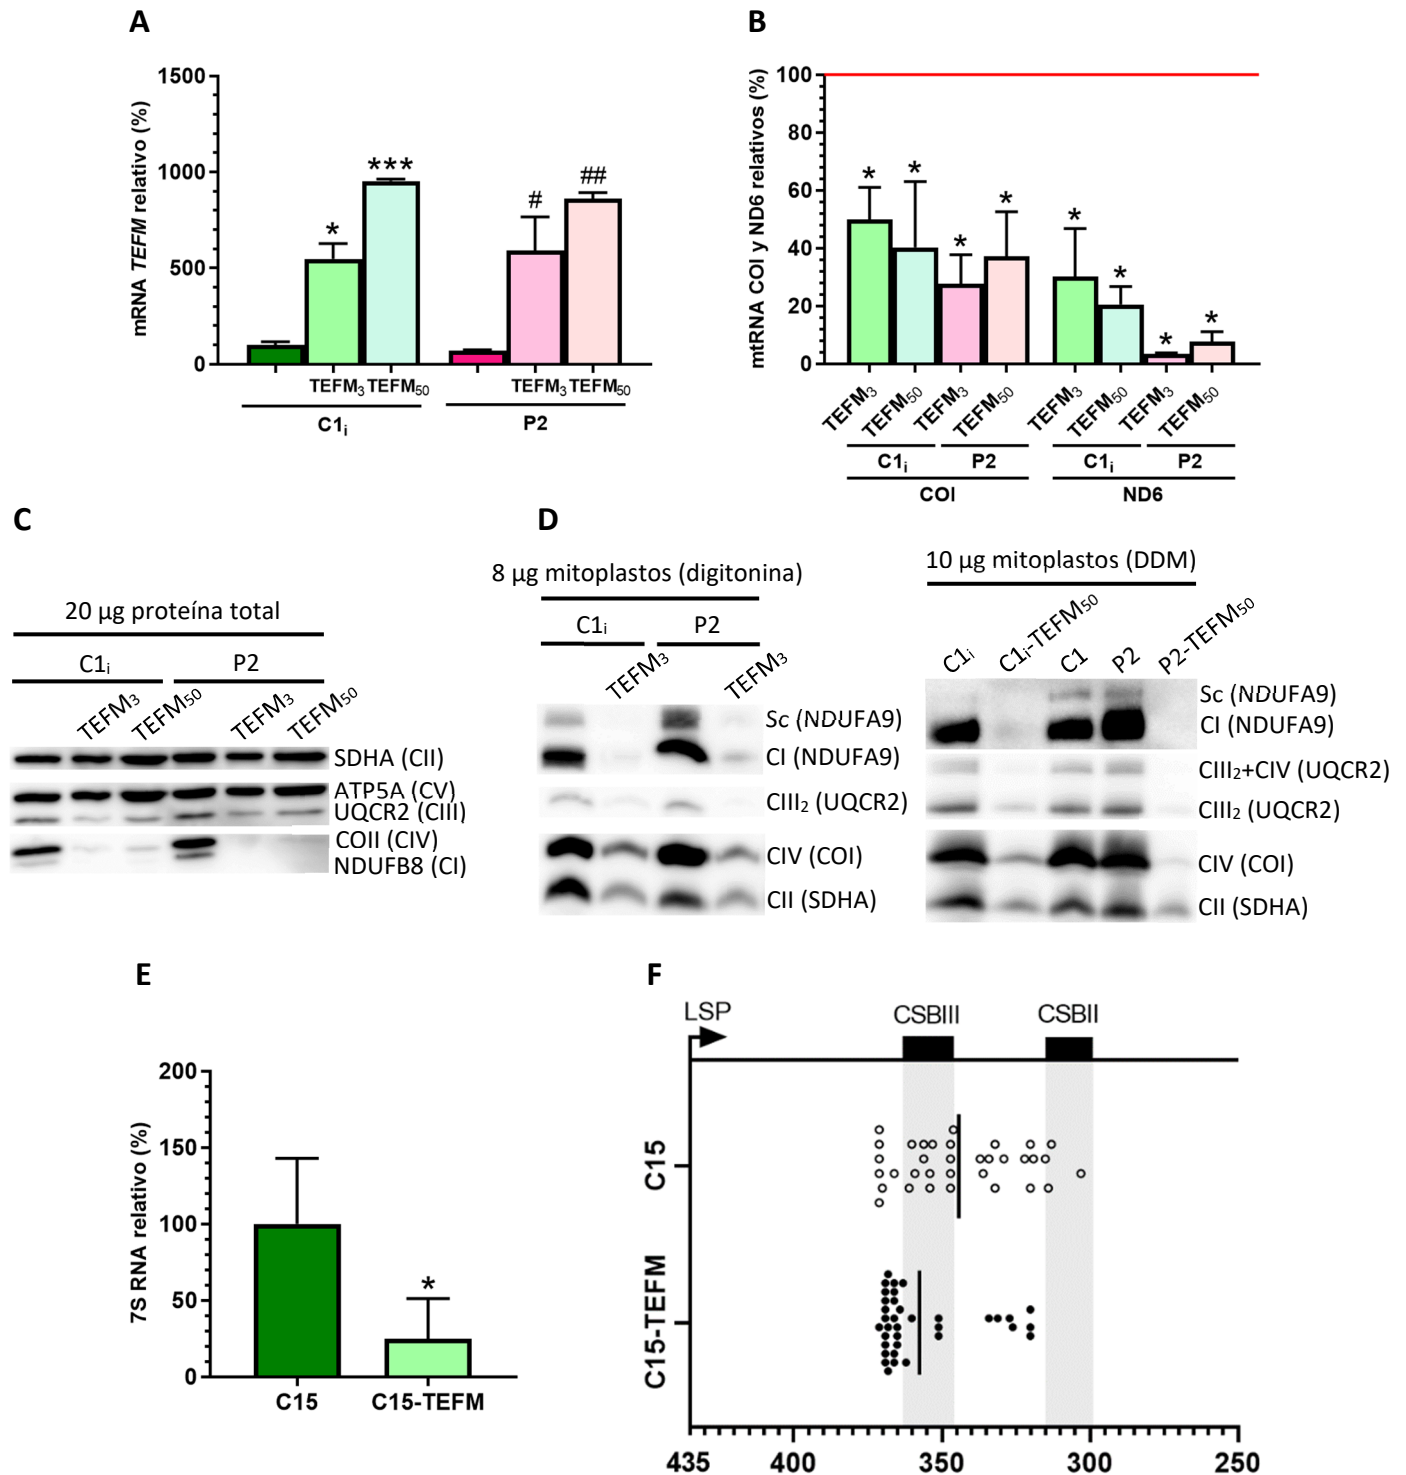 A
mRNA TEFM relativo (%)
1500
1000
500
0
*
***
#
##
TEFM3 TEFM50
TEFM3 TEFM50
C1i
P2
B
mtRNA COI y ND6 relativos (%)
100
80
60
40
20
0
* * * * * * * *
TEFM3 TEFM50 TEFM3 TEFM50 TEFM3 TEFM50 TEFM3 TEFM50
C1i P2 C1i P2
COI ND6
C
20 µg proteína total
C1i P2
TEFM3 TEFM50 TEFM3 TEFM50
SDHA (CII)
ATP5A (CV)
UQCR2 (CIII)
COII (CIV)
NDUFB8 (CI)
D
8 µg mitoplastos (digitonina)
C1i P2
TEFM3 TEFM3
Sc (NDUFA9)
CI (NDUFA9)
CIII2 (UQCR2)
CIV (COI)
CII (SDHA)
10 µg mitoplastos (DDM)
C1i C1i-TEFM50 C1 P2 P2-TEFM50
Sc (NDUFA9)
CI (NDUFA9)
CIII2+CIV (UQCR2)
CIII2 (UQCR2)
CIV (COI)
CII (SDHA)
E
7S RNA relativo (%)
200
150
100
50
0
*
C15 C15-TEFM
F
LSP CSBIII CSBII
C15
C15-TEFM
435 400 350 300 250